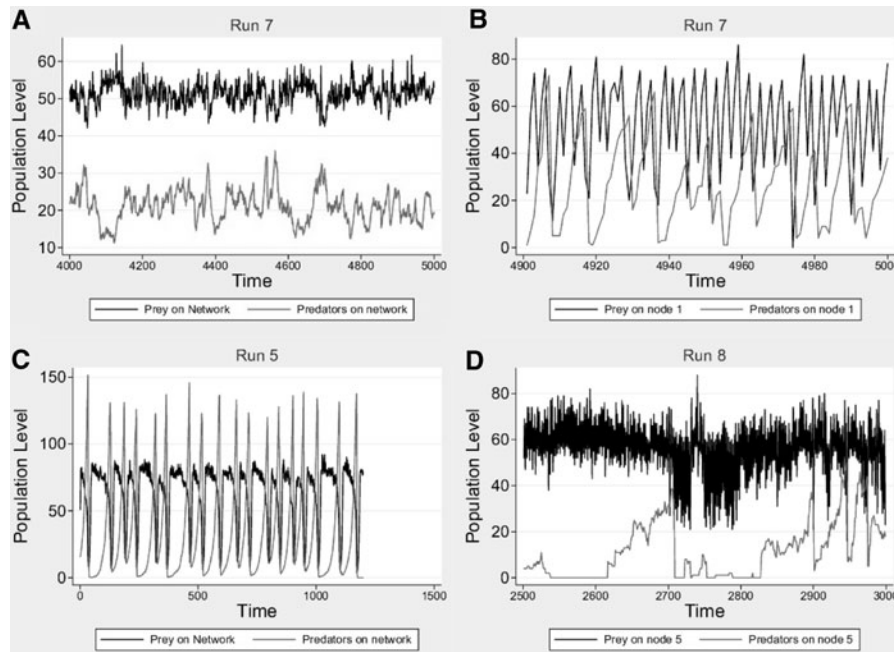 A
Run 7
Population Level
60
50
40
30
20
10
4000 4200 4400 4600 4800 5000
Time
Prey on Network Predators on network
B
Run 7
Population Level
80
60
40
20
0
4900 4920 4940 4960 4980 500
Time
Prey on node 1 Predators on node 1
C
Run 5
Population Level
150
100
50
0
0 500 1000 1500
Time
Prey on Network Predators on network
D
Run 8
Population Level
80
60
40
20
0
2500 2600 2700 2800 2900 3000
Time
Prey on node 5 Predators on node 5